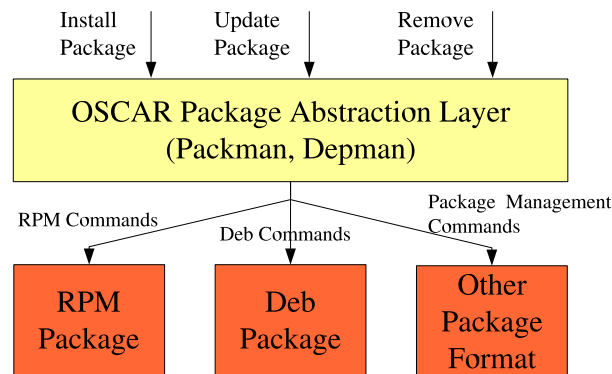 Install
Package
Update
Package
Remove
Package
OSCAR Package Abstraction Layer
(Packman, Depman)
RPM Commands
Deb Commands
Package Management
Commands
RPM
Package
Deb
Package
Other
Package
Format